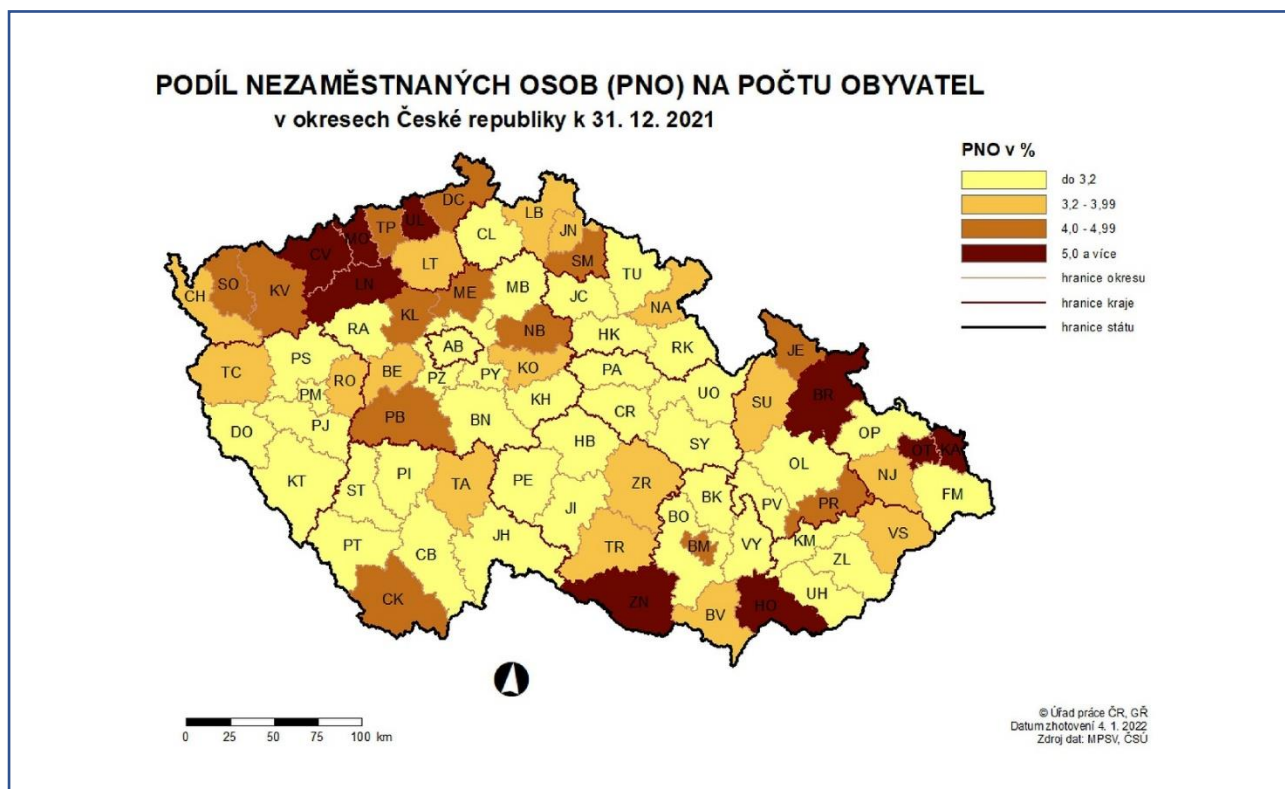 PODÍL NEZAMĚSTNANÝCH OSOB (PNO) NA POČTU OBYVATEL
v okresech České republiky k 31. 12. 2021
PNO v %
do 3,2
3,2 - 3,99
4,0 - 4,99
5,0 a více
hranice okresu
hranice kraje
hranice státu
DC
UL
LB
TP
MO
JN
CL
CV
LT
SM
TU
SO
LN
KV
ME
MB
CH
JC
NA
KL
RA
NB
HK
RK
JE
AB
PS
TC
RO
BE
KO
PA
PZ
PY
BR
PM
KH
UO
SU
CR
PB
BN
DO
PJ
OP
HB
SY
OT
KA
OL
KT
PI
ST
TA
PE
ZR
NJ
FM
BK
PV
PR
JI
BO
VS
JH
TR
BM
VY
KM
PT
CB
ZL
UH
CK
ZN
HO
BV
0 25 50 75 100 km
© Úřad práce ČR, GŘ
Datum zhotovení 4. 1. 2022
Zdroj dat: MPSV, ČSÚ